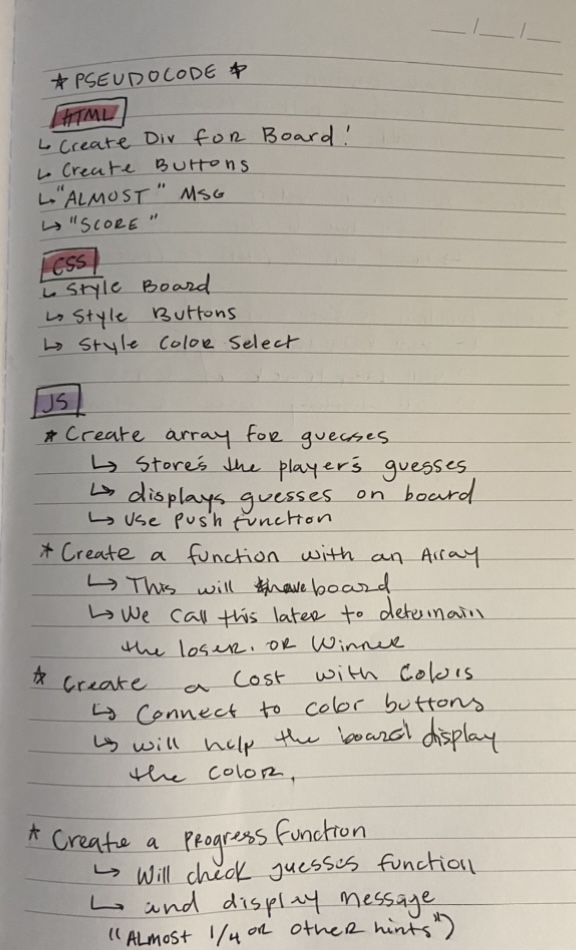 __/__/__
* PSEUDOCODE *
HTML
↳ Create Div for Board!
↳ Create Buttons
↳ "ALMOST" MSG
↳ "SCORE"
CSS
↳ Style Board
↳ Style Buttons
↳ Style Color Select
JS
* Create array for guecses
↳ Stores the player's guesses
↳ displays guesses on board
↳ Use Push function
* Create a function with an Array
↳ This will have board
↳ We call this later to determain
the loser. OR Winner
* Create a Cost with Colors
↳ Connect to color buttons
↳ will help the board display
the color.
* Create a Progress function
↳ Will check guesses function
↳ and display message
"ALMOST 1/4 OR other hints")